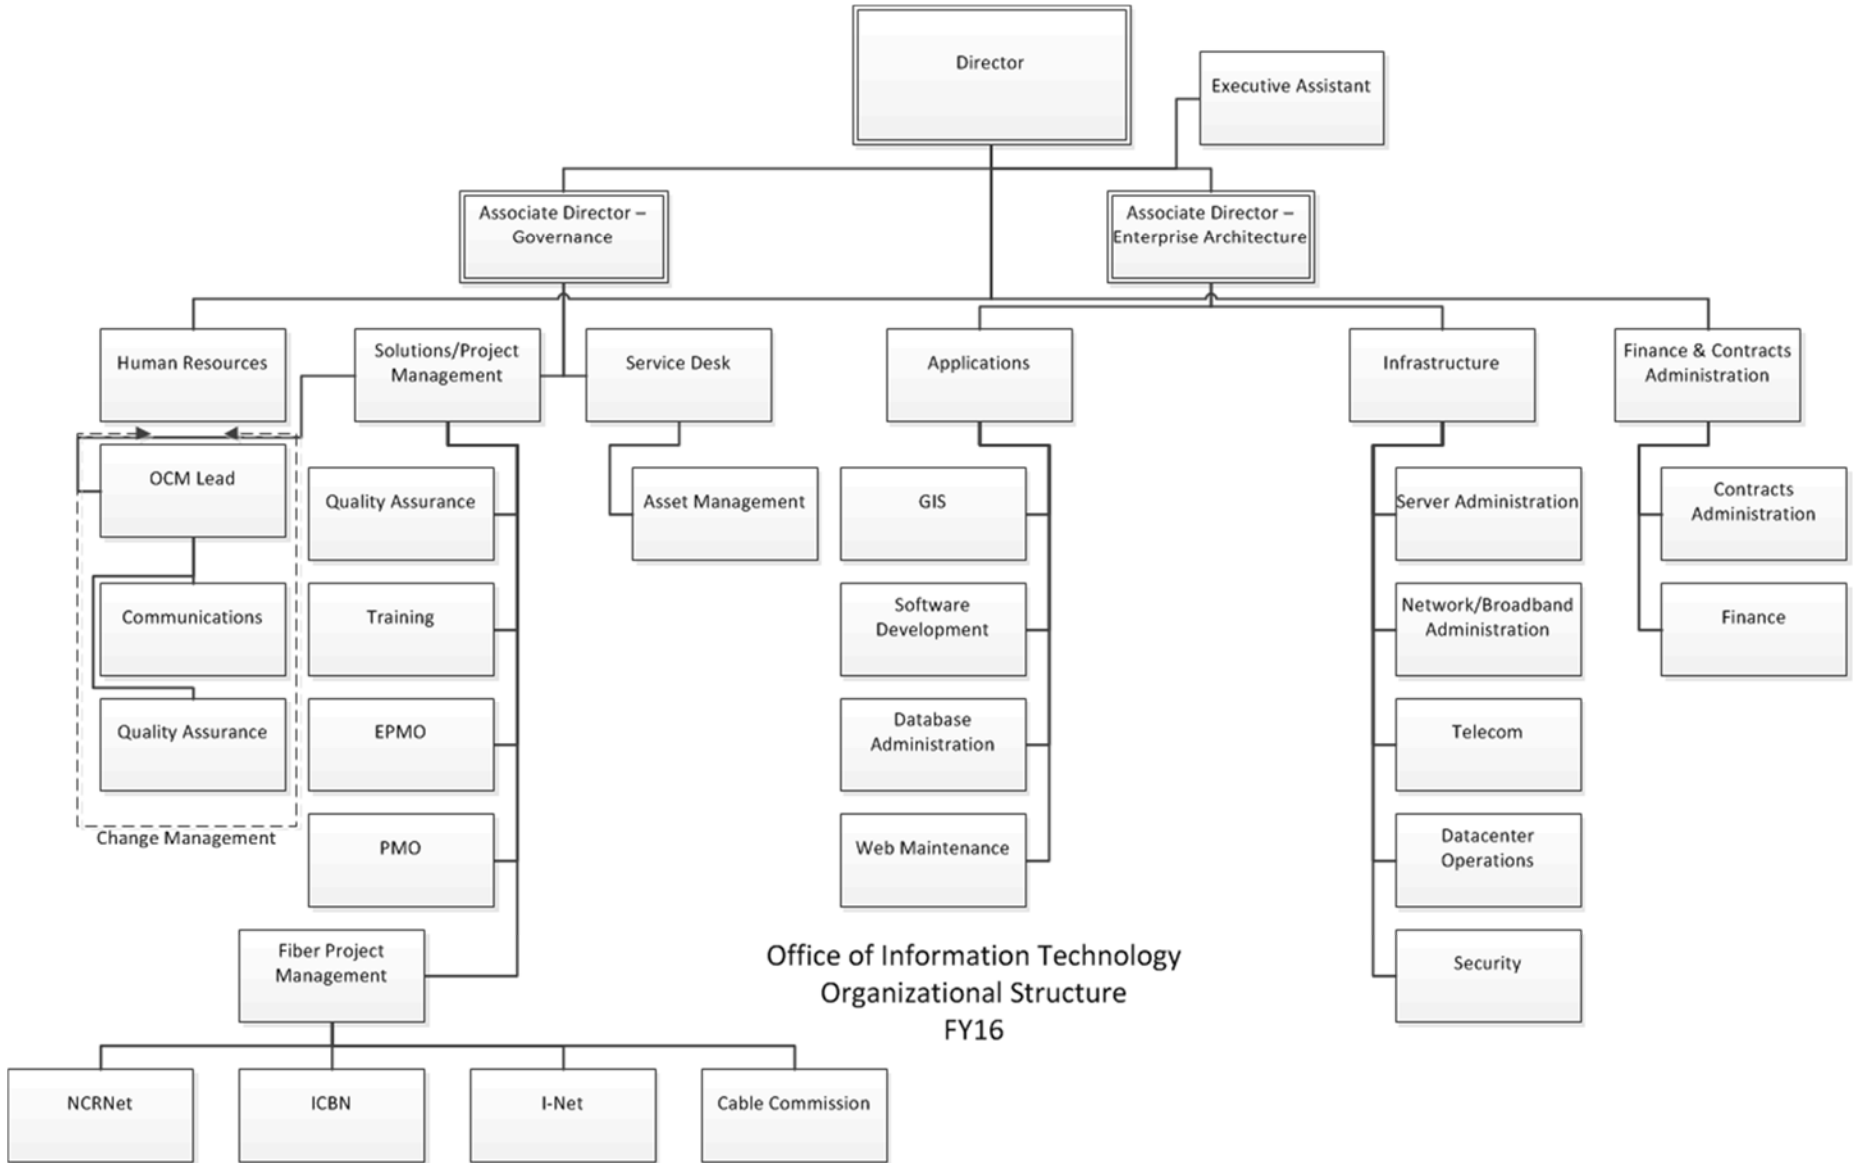 Director
Executive Assistant
Associate Director –
Governance
Associate Director –
Enterprise Architecture
Human Resources
Solutions/Project
Management
Service Desk
Applications
Infrastructure
Finance & Contracts
Administration
OCM Lead
Communications
Quality Assurance
Change Management
Quality Assurance
Training
EPMO
PMO
Fiber Project
Management
NCRNet
ICBN
I-Net
Cable Commission
Asset Management
GIS
Software
Development
Database
Administration
Web Maintenance
Server Administration
Network/Broadband
Administration
Telecom
Datacenter
Operations
Security
Contracts
Administration
Finance
Office of Information Technology
Organizational Structure
FY16